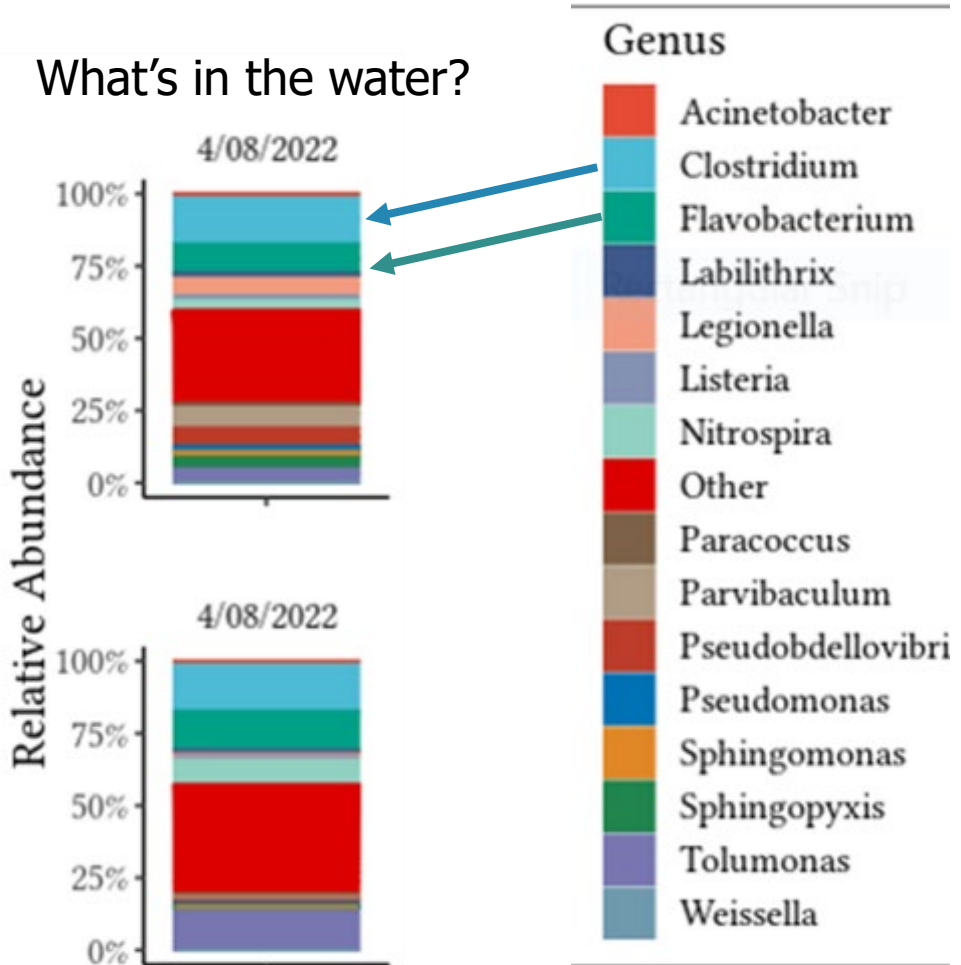 What's in the water?
4/08/2022
100%
75%
50%
25%
0%
Relative Abundance
4/08/2022
100%
75%
50%
25%
0%
Genus
Acinetobacter
Clostridium
Flavobacterium
Labilithrix
Legionella
Listeria
Nitrospira
Other
Paracoccus
Parvibaculum
Pseudobdellovibri
Pseudomonas
Sphingomonas
Sphingopyxis
Tolumonas
Weissella
Snip